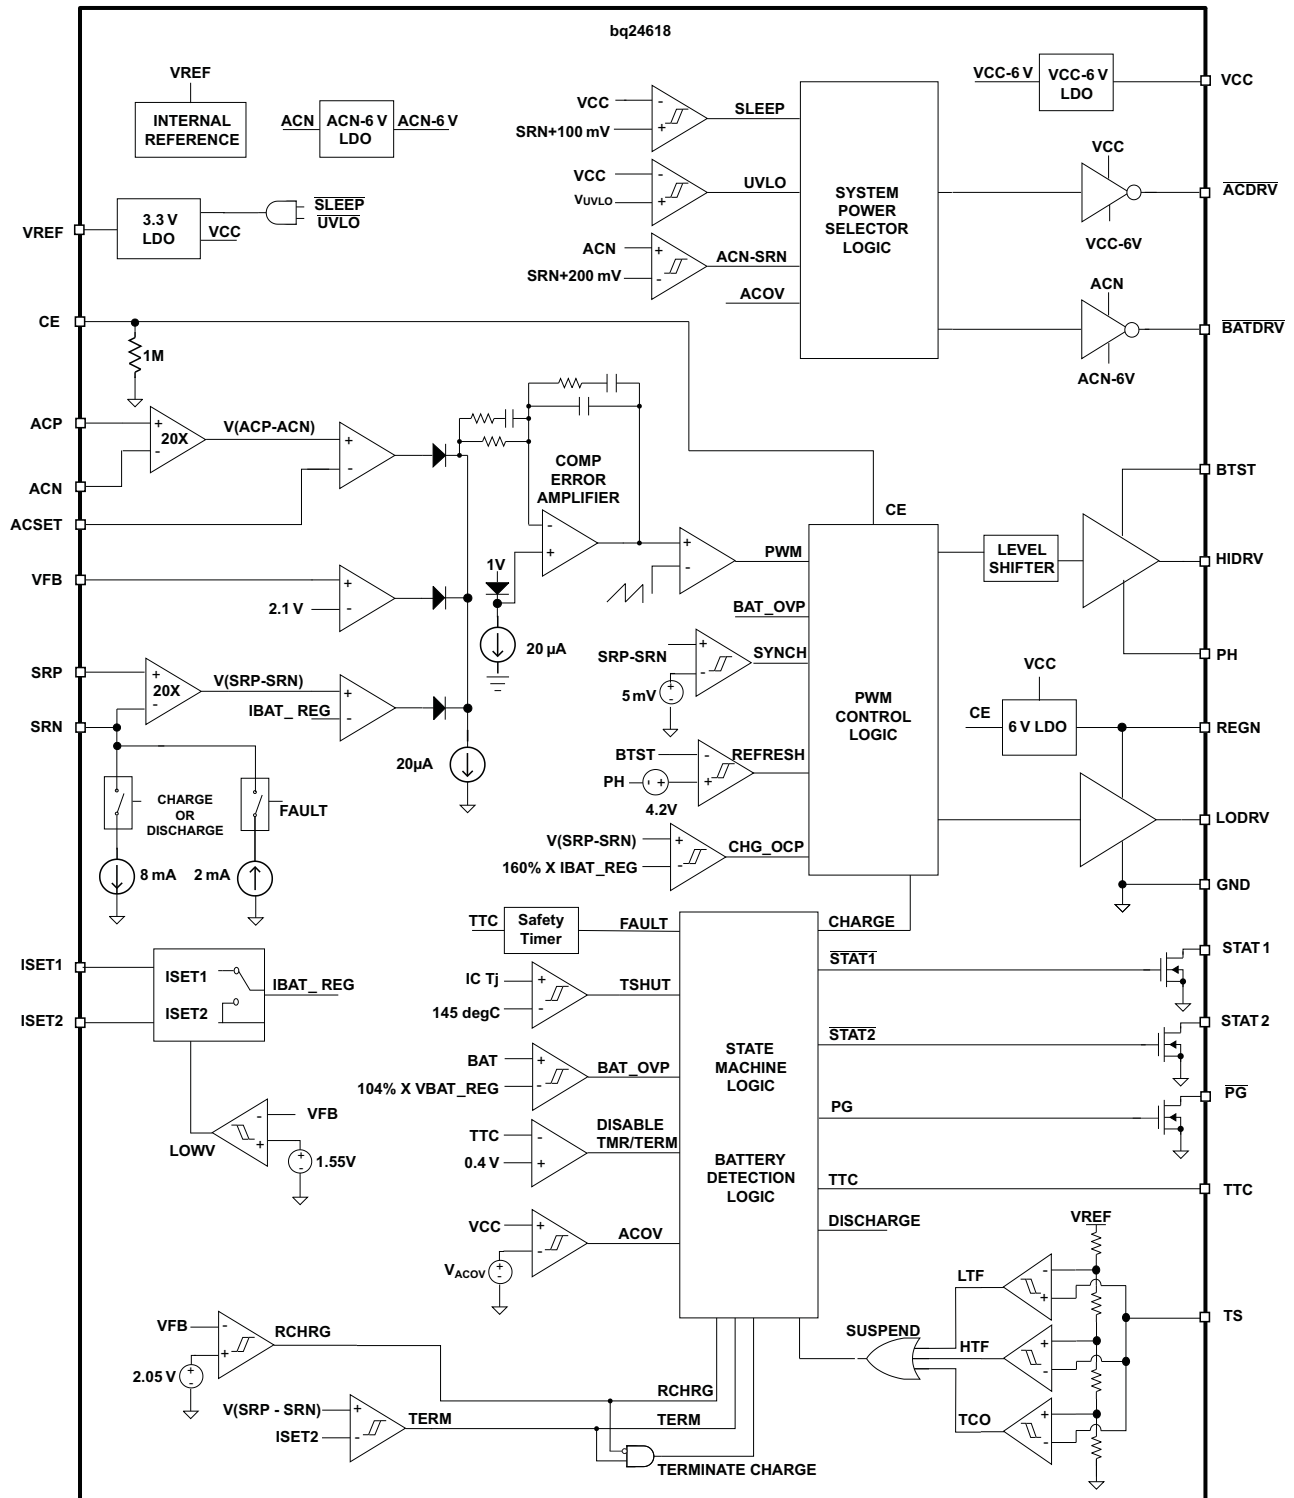 bq24618
VREF
INTERNAL
REFERENCE
ACN
ACN-6 V
LDO
ACN-6 V
VCC
SRN+100 mV
-
+
SLEEP
VCC
VUVLO
-
+
UVLO
ACN
SRN+200 mV
+
-
ACN-SRN
ACOV
SYSTEM
POWER
SELECTOR
LOGIC
VCC-6 V
VCC-6 V
LDO
VCC
VCC
VCC-6V
ACDRV
ACN
ACN-6V
BATDRV
VREF
3.3 V
LDO
VCC
SLEEP
UVLO
CE
1M
ACP
ACN
+
-
20X
V(ACP-ACN)
+
-
ACSET
VFB
2.1 V
+
-
SRP
SRN
+
-
20X
V(SRP-SRN)
IBAT_ REG
+
-
COMP
ERROR
AMPLIFIER
-
+
1V
20 µA
20µA
+
-
PWM
BAT_OVP
SRP-SRN
5 mV
+
-
+
-
SYNCH
BTST
PH
- +
4.2V
-
+
REFRESH
V(SRP-SRN)
160% X IBAT_REG
+
-
CHG_OCP
CE
PWM
CONTROL
LOGIC
LEVEL
SHIFTER
BTST
HIDRV
PH
VCC
CE
6 V LDO
REGN
LODRV
GND
CHARGE
OR
DISCHARGE
FAULT
8 mA
2 mA
ISET1
ISET2
ISET1
ISET2
IBAT_ REG
LOWV
-
+
VFB
+
-
1.55V
TTC
Safety
Timer
FAULT
IC Tj
145 degC
+
-
TSHUT
BAT
104% X VBAT_REG
+
-
BAT_OVP
TTC
0.4 V
-
+
DISABLE
TMR/TERM
VCC
VACOV
+
-
+
-
ACOV
STATE
MACHINE
LOGIC
BATTERY
DETECTION
LOGIC
CHARGE
STAT1
STAT 1
STAT2
STAT 2
PG
PG
TTC
TTC
DISCHARGE
VREF
LTF
-
+
TS
SUSPEND
HTF
+
-
TCO
+
-
VFB
2.05 V
+
-
-
+
RCHRG
RCHRG
V(SRP - SRN)
ISET2
+
-
TERM
TERM
TERMINATE CHARGE